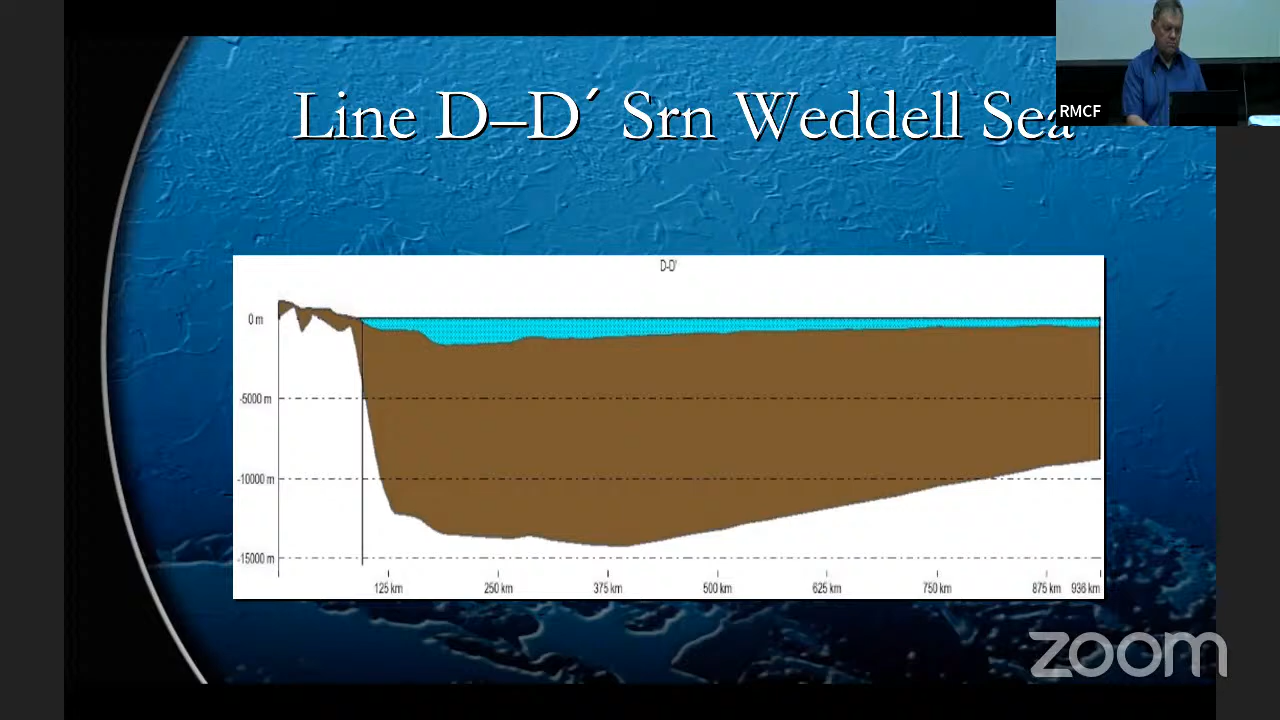 Line D–D´ Srn Weddell Sea
RMCF
D-D'
0 m
-5000 m
-10000 m
-15000 m
125 km 250 km 375 km 500 km 625 km 750 km 875 km 936 km
zoom